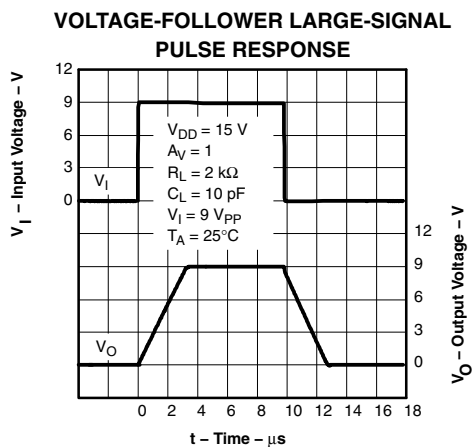 VOLTAGE-FOLLOWER LARGE-SIGNAL
PULSE RESPONSE
V_I – Input Voltage – V
12
9
6
3
0
V_I
V_DD = 15 V
A_V = 1
R_L = 2 kΩ
C_L = 10 pF
V_I = 9 V_PP
T_A = 25°C
12
9
6
3
0
V_O – Output Voltage – V
V_O
0 2 4 6 8 10 12 14 16 18
t – Time – μs